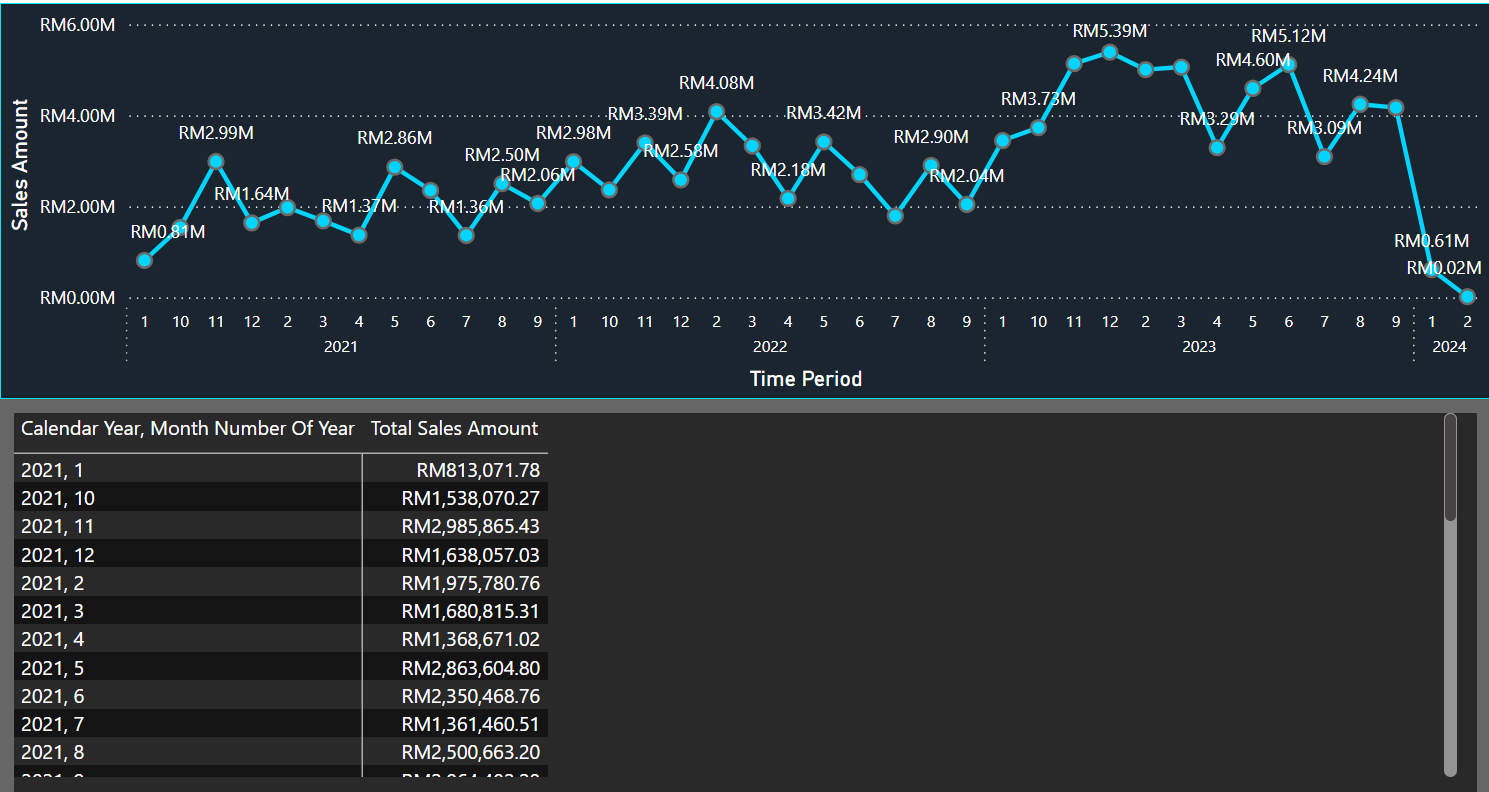 RM6.00M
RM4.00M
RM2.00M
RM0.00M
Sales Amount
RM0.81M
RM2.99M
RM1.64M
RM1.37M
RM2.86M
RM1.36M
RM2.50M
RM2.06M
RM2.98M
RM3.39M
RM2.58M
RM4.08M
RM2.18M
RM3.42M
RM2.90M
RM2.04M
RM3.73M
RM5.39M
RM3.29M
RM4.60M
RM5.12M
RM3.09M
RM4.24M
RM0.61M
RM0.02M
1 10 11 12 2 3 4 5 6 7 8 9 1 10 11 12 2 3 4 5 6 7 8 9 1 10 11 12 2 3 4 5 6 7 8 9 1 2
2021 2022 2023 2024
Time Period
Calendar Year, Month Number Of Year Total Sales Amount
2021, 1 RM813,071.78
2021, 10 RM1,538,070.27
2021, 11 RM2,985,865.43
2021, 12 RM1,638,057.03
2021, 2 RM1,975,780.76
2021, 3 RM1,680,815.31
2021, 4 RM1,368,671.02
2021, 5 RM2,863,604.80
2021, 6 RM2,350,468.76
2021, 7 RM1,361,460.51
2021, 8 RM2,500,663.20